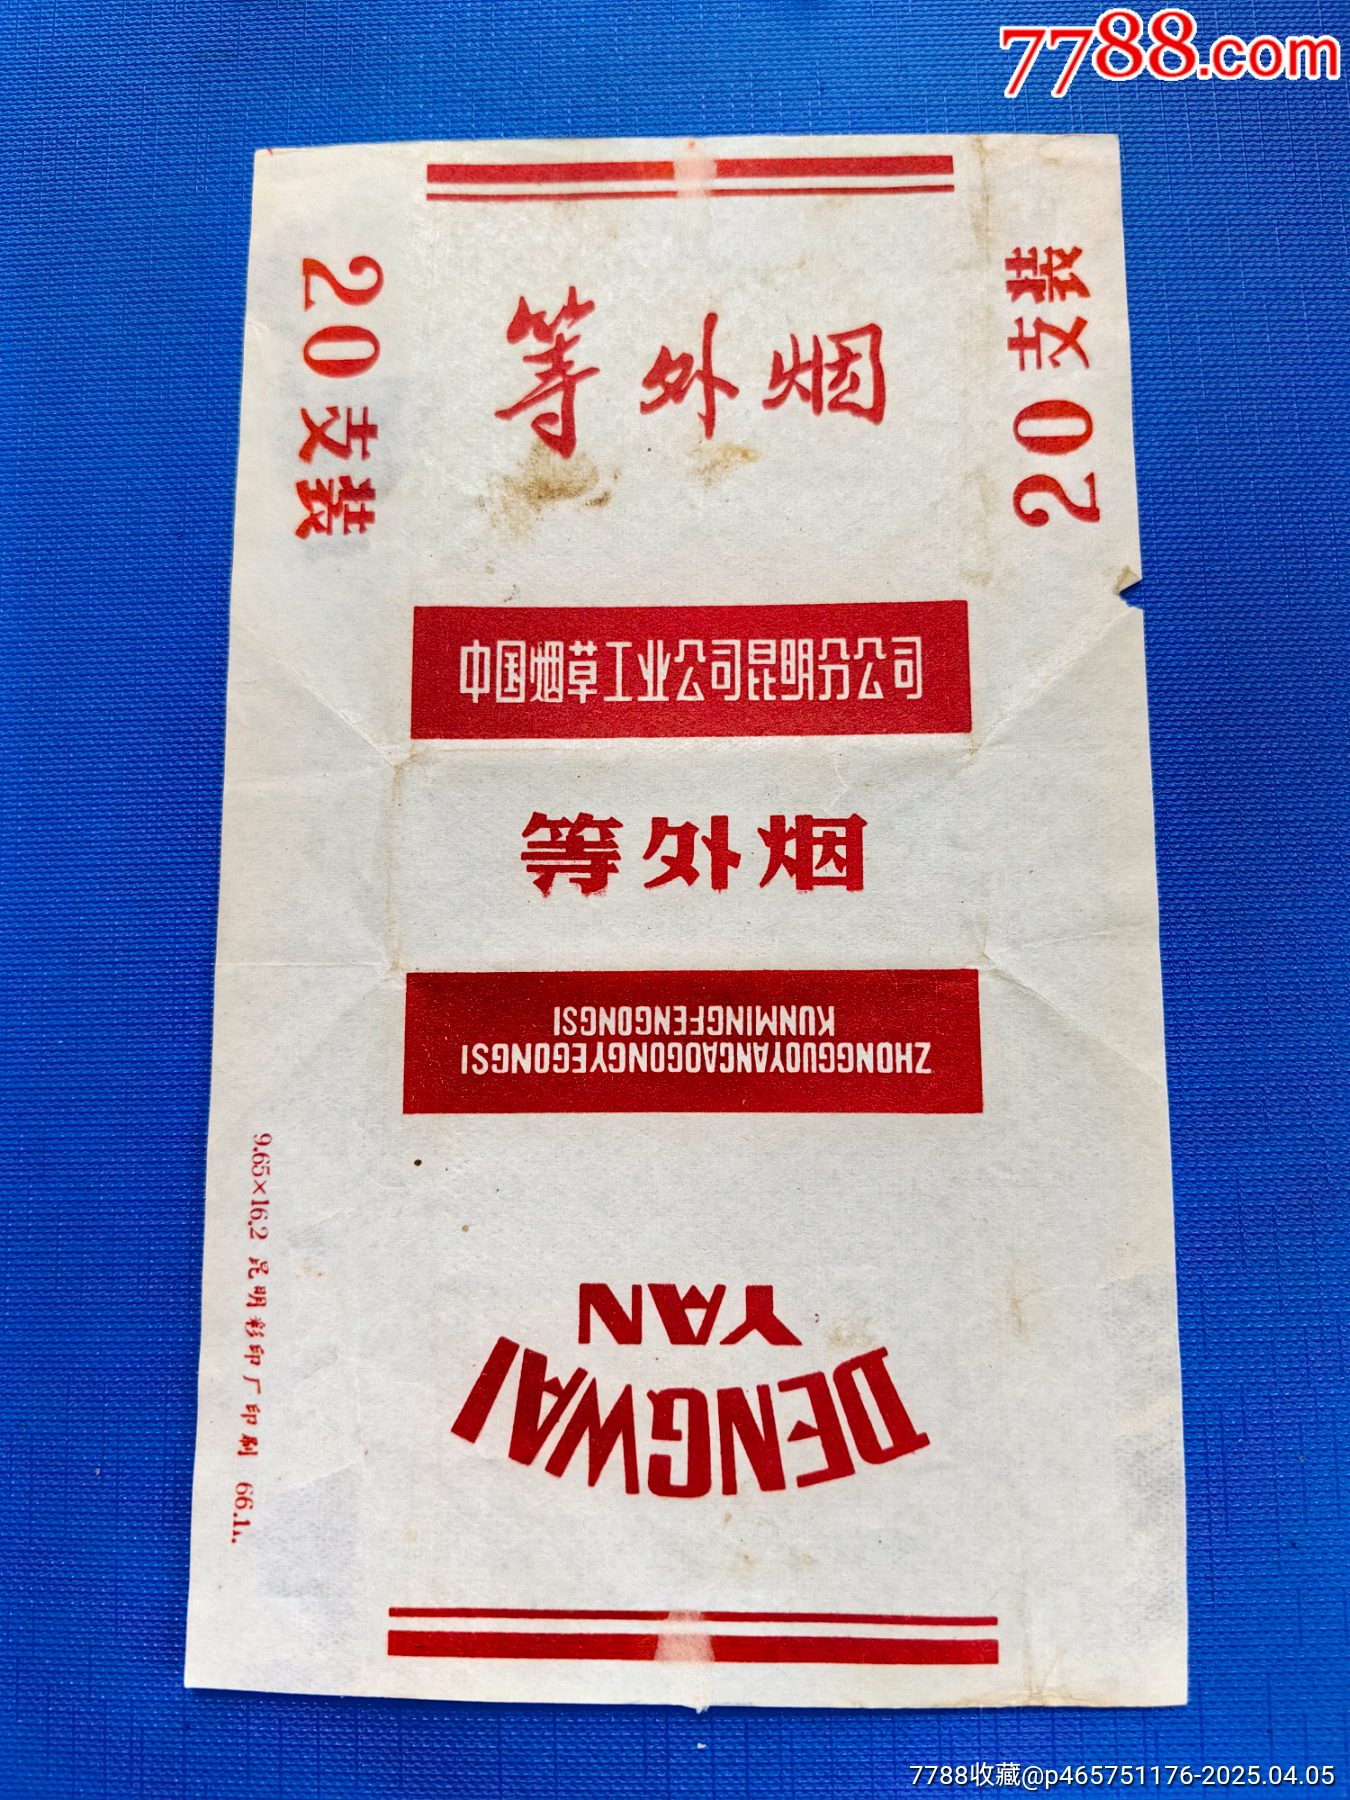 7788.com
20支装
等外烟
20支装
中国烟草工业公司昆明分公司
等外烟
ZHONGGUOYANCAOGONGYEGONGSI
KUNMINGFENGONGSI
DENGWAI
YAN
9.65×16.2 昆明彩印厂印刷 66.1.
7788收藏@p465751176-2025.04.05